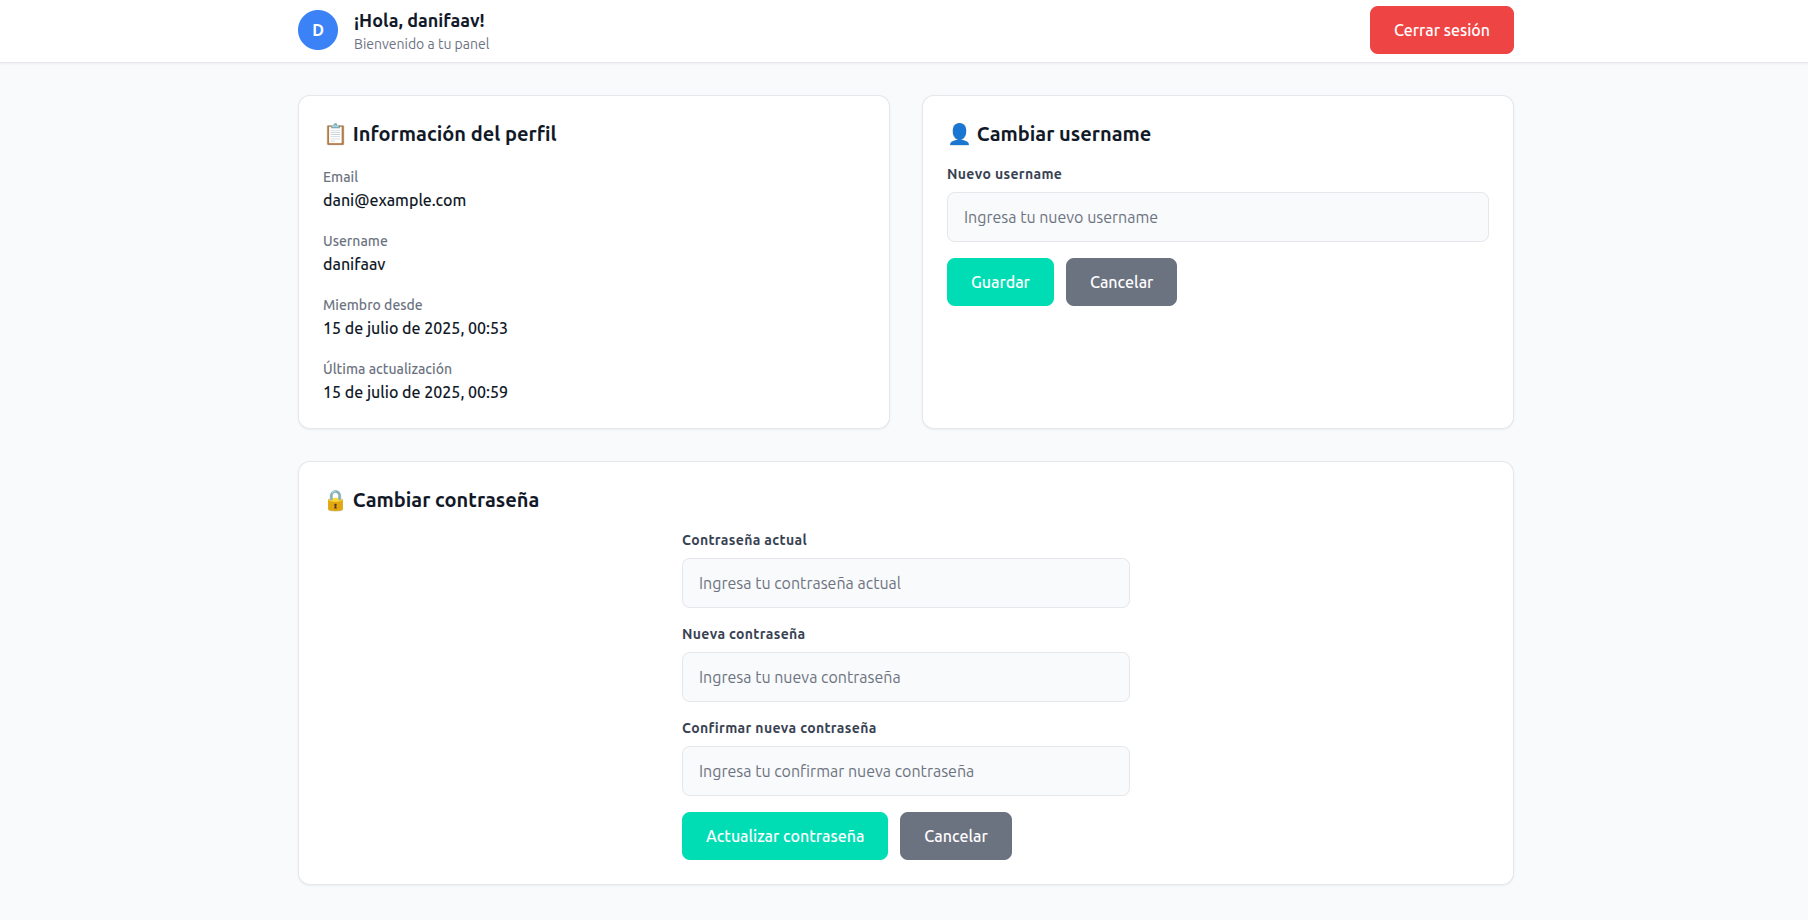 D
¡Hola, danifaav!
Bienvenido a tu panel
Cerrar sesión
📋 Información del perfil
Email
dani@example.com
Username
danifaav
Miembro desde
15 de julio de 2025, 00:53
Última actualización
15 de julio de 2025, 00:59
👤 Cambiar username
Nuevo username
Ingresa tu nuevo username
Guardar
Cancelar
🔒 Cambiar contraseña
Contraseña actual
Ingresa tu contraseña actual
Nueva contraseña
Ingresa tu nueva contraseña
Confirmar nueva contraseña
Ingresa tu confirmar nueva contraseña
Actualizar contraseña
Cancelar